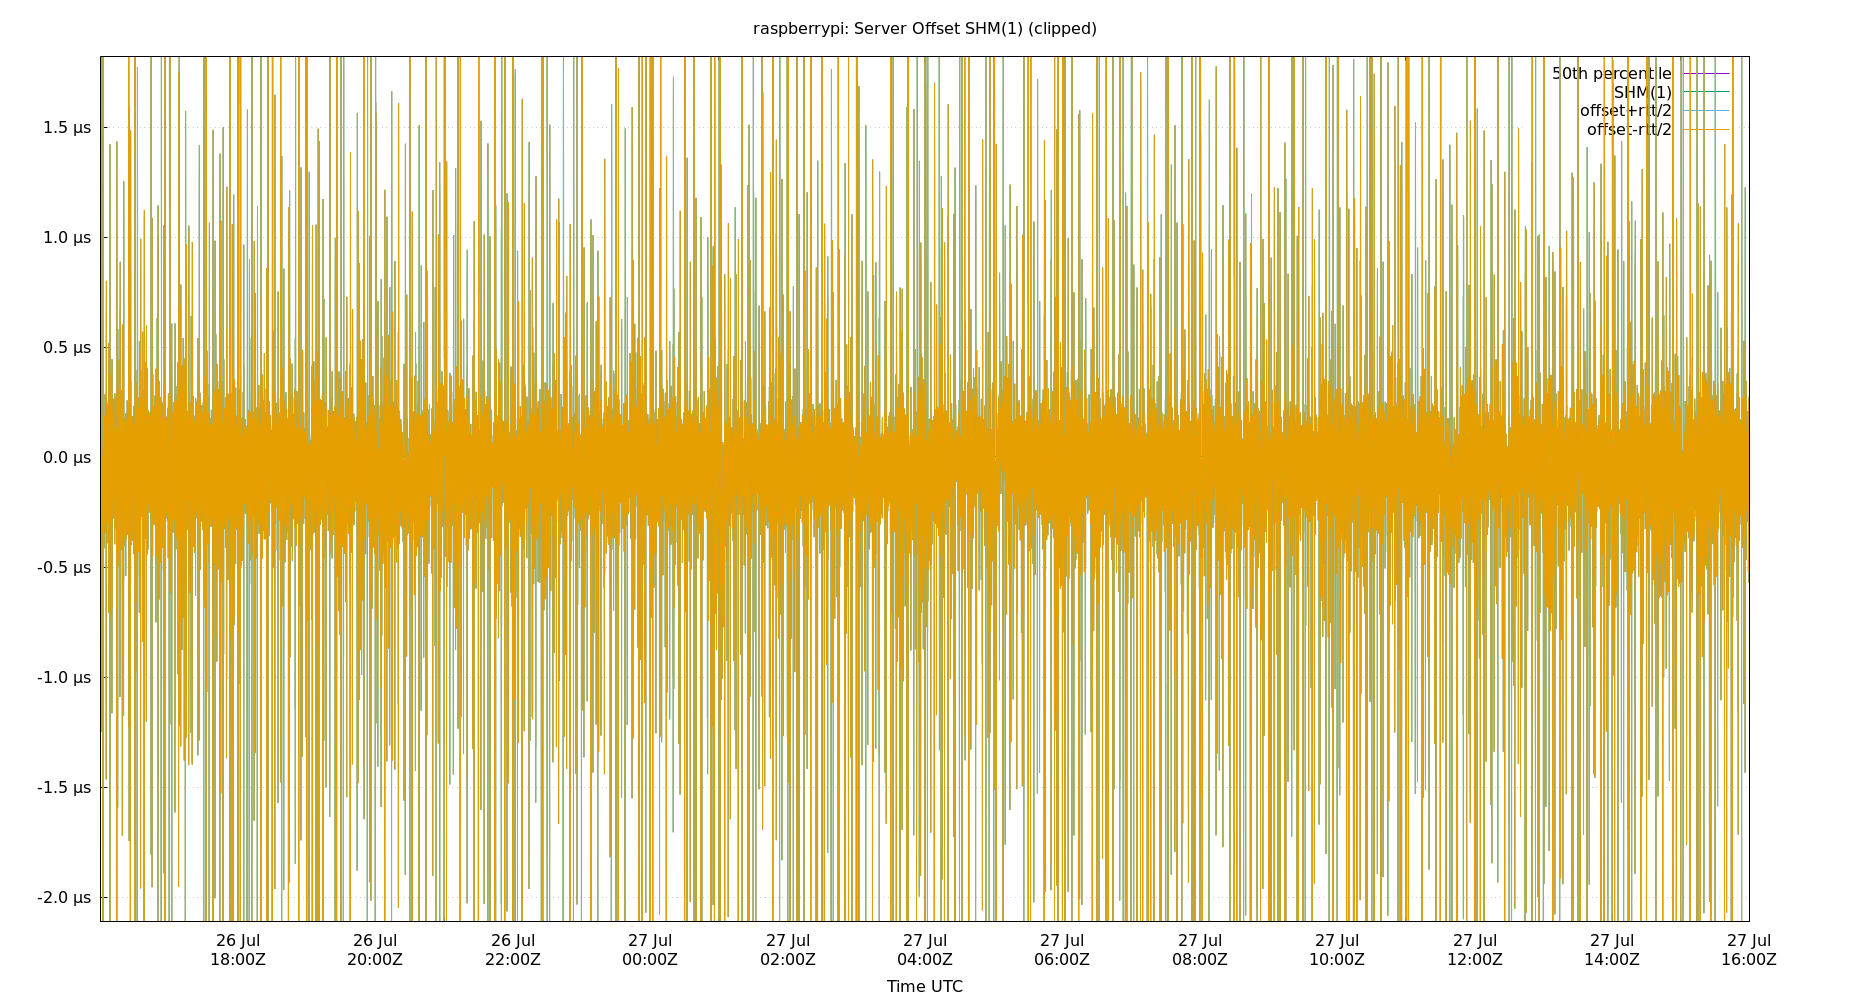 raspberrypi: Server Offset SHM(1) (clipped)
50th percentile
SHM(1)
offset+rtt/2
offset-rtt/2
1.5 µs
1.0 µs
0.5 µs
0.0 µs
-0.5 µs
-1.0 µs
-1.5 µs
-2.0 µs
26 Jul 26 Jul 26 Jul 27 Jul 27 Jul 27 Jul 27 Jul 27 Jul 27 Jul 27 Jul 27 Jul 27 Jul
18:00Z 20:00Z 22:00Z 00:00Z 02:00Z 04:00Z 06:00Z 08:00Z 10:00Z 12:00Z 14:00Z 16:00Z
Time UTC